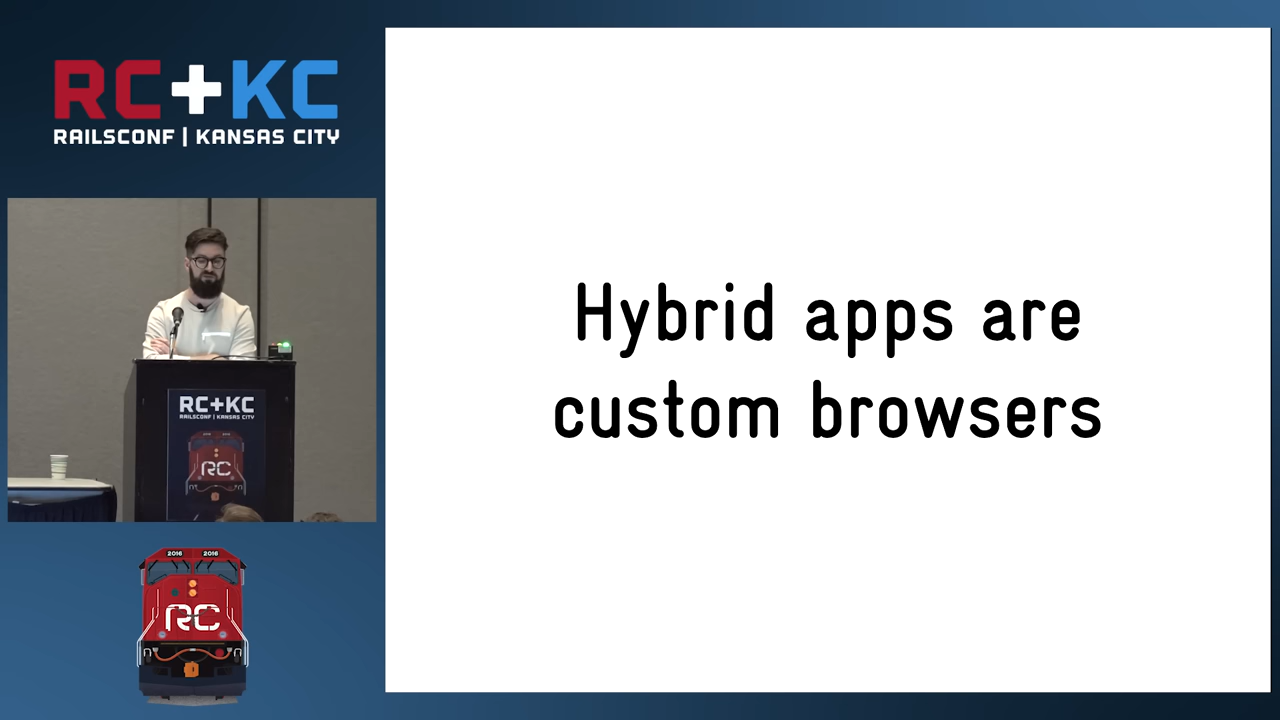 RC+KC
RAILSCONF | KANSAS CITY
Hybrid apps are
custom browsers
RC+KC
RAILSCONF | KANSAS CITY
RC
2016 2016
RC